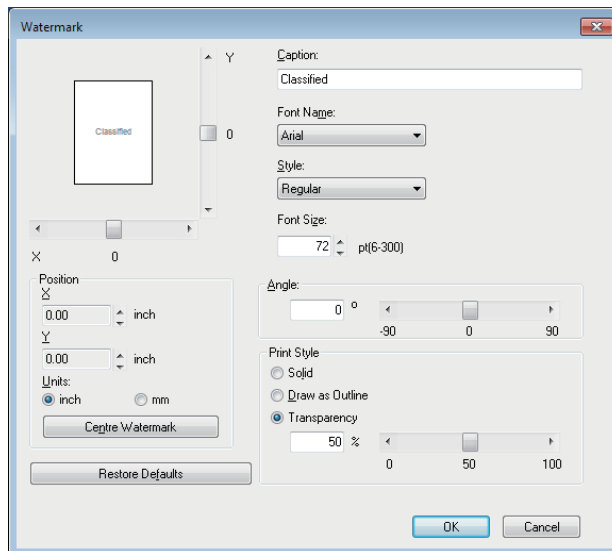 Watermark
Y
Classified
0
X 0
Position
X
0.00 inch
Y
0.00 inch
Units:
inch mm
Centre Watermark
Restore Defaults
Caption:
Classified
Font Name:
Arial
Style:
Regular
Font Size:
72 pt(6-300)
Angle:
0 °
-90 0 90
Print Style
Solid
Draw as Outline
Transparency
50 %
0 50 100
OK Cancel